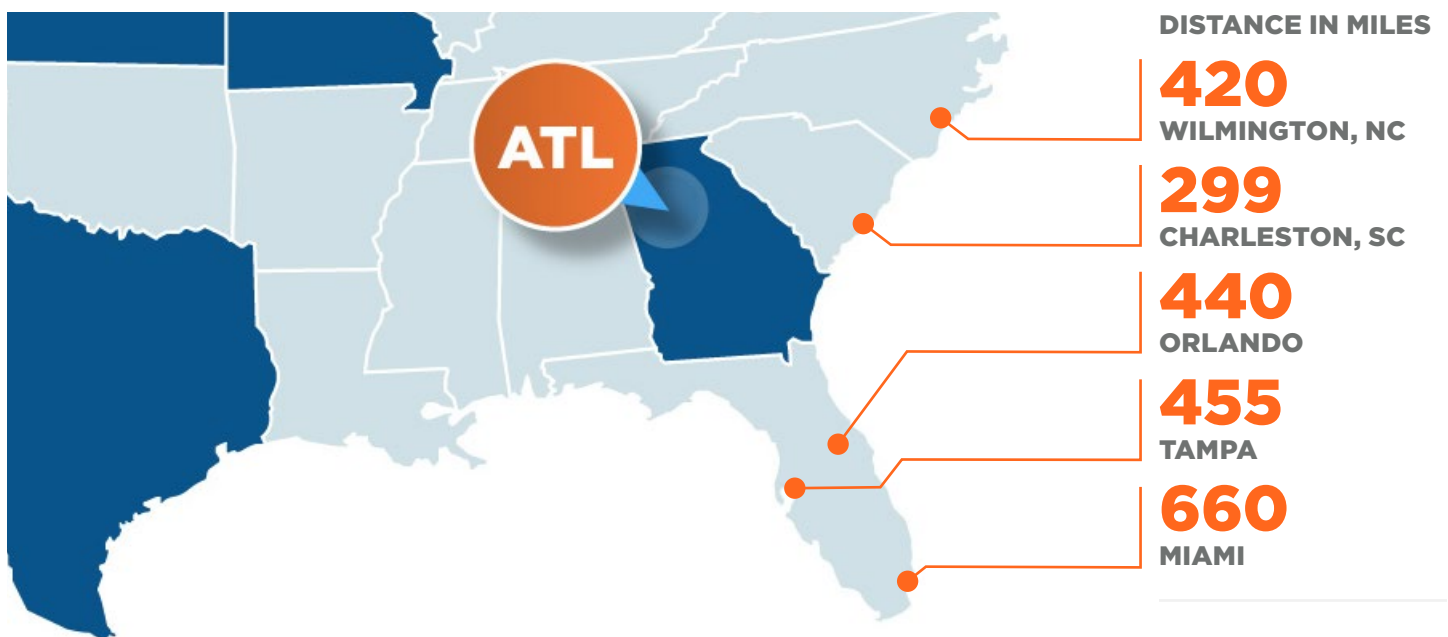 ATL
DISTANCE IN MILES
420
WILMINGTON, NC
299
CHARLESTON, SC
440
ORLANDO
455
TAMPA
660
MIAMI